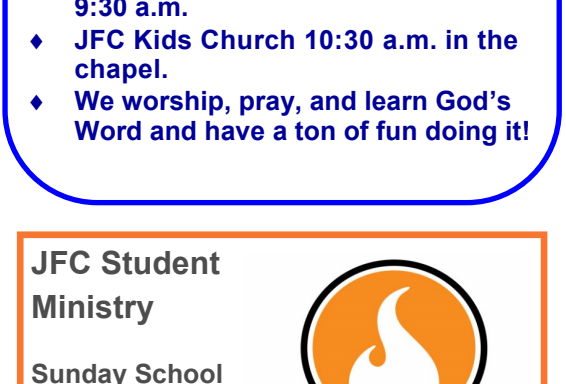 9:30 a.m.
♦ JFC Kids Church 10:30 a.m. in the
chapel.
♦ We worship, pray, and learn God's
Word and have a ton of fun doing it!
JFC Student
Ministry
Sunday School